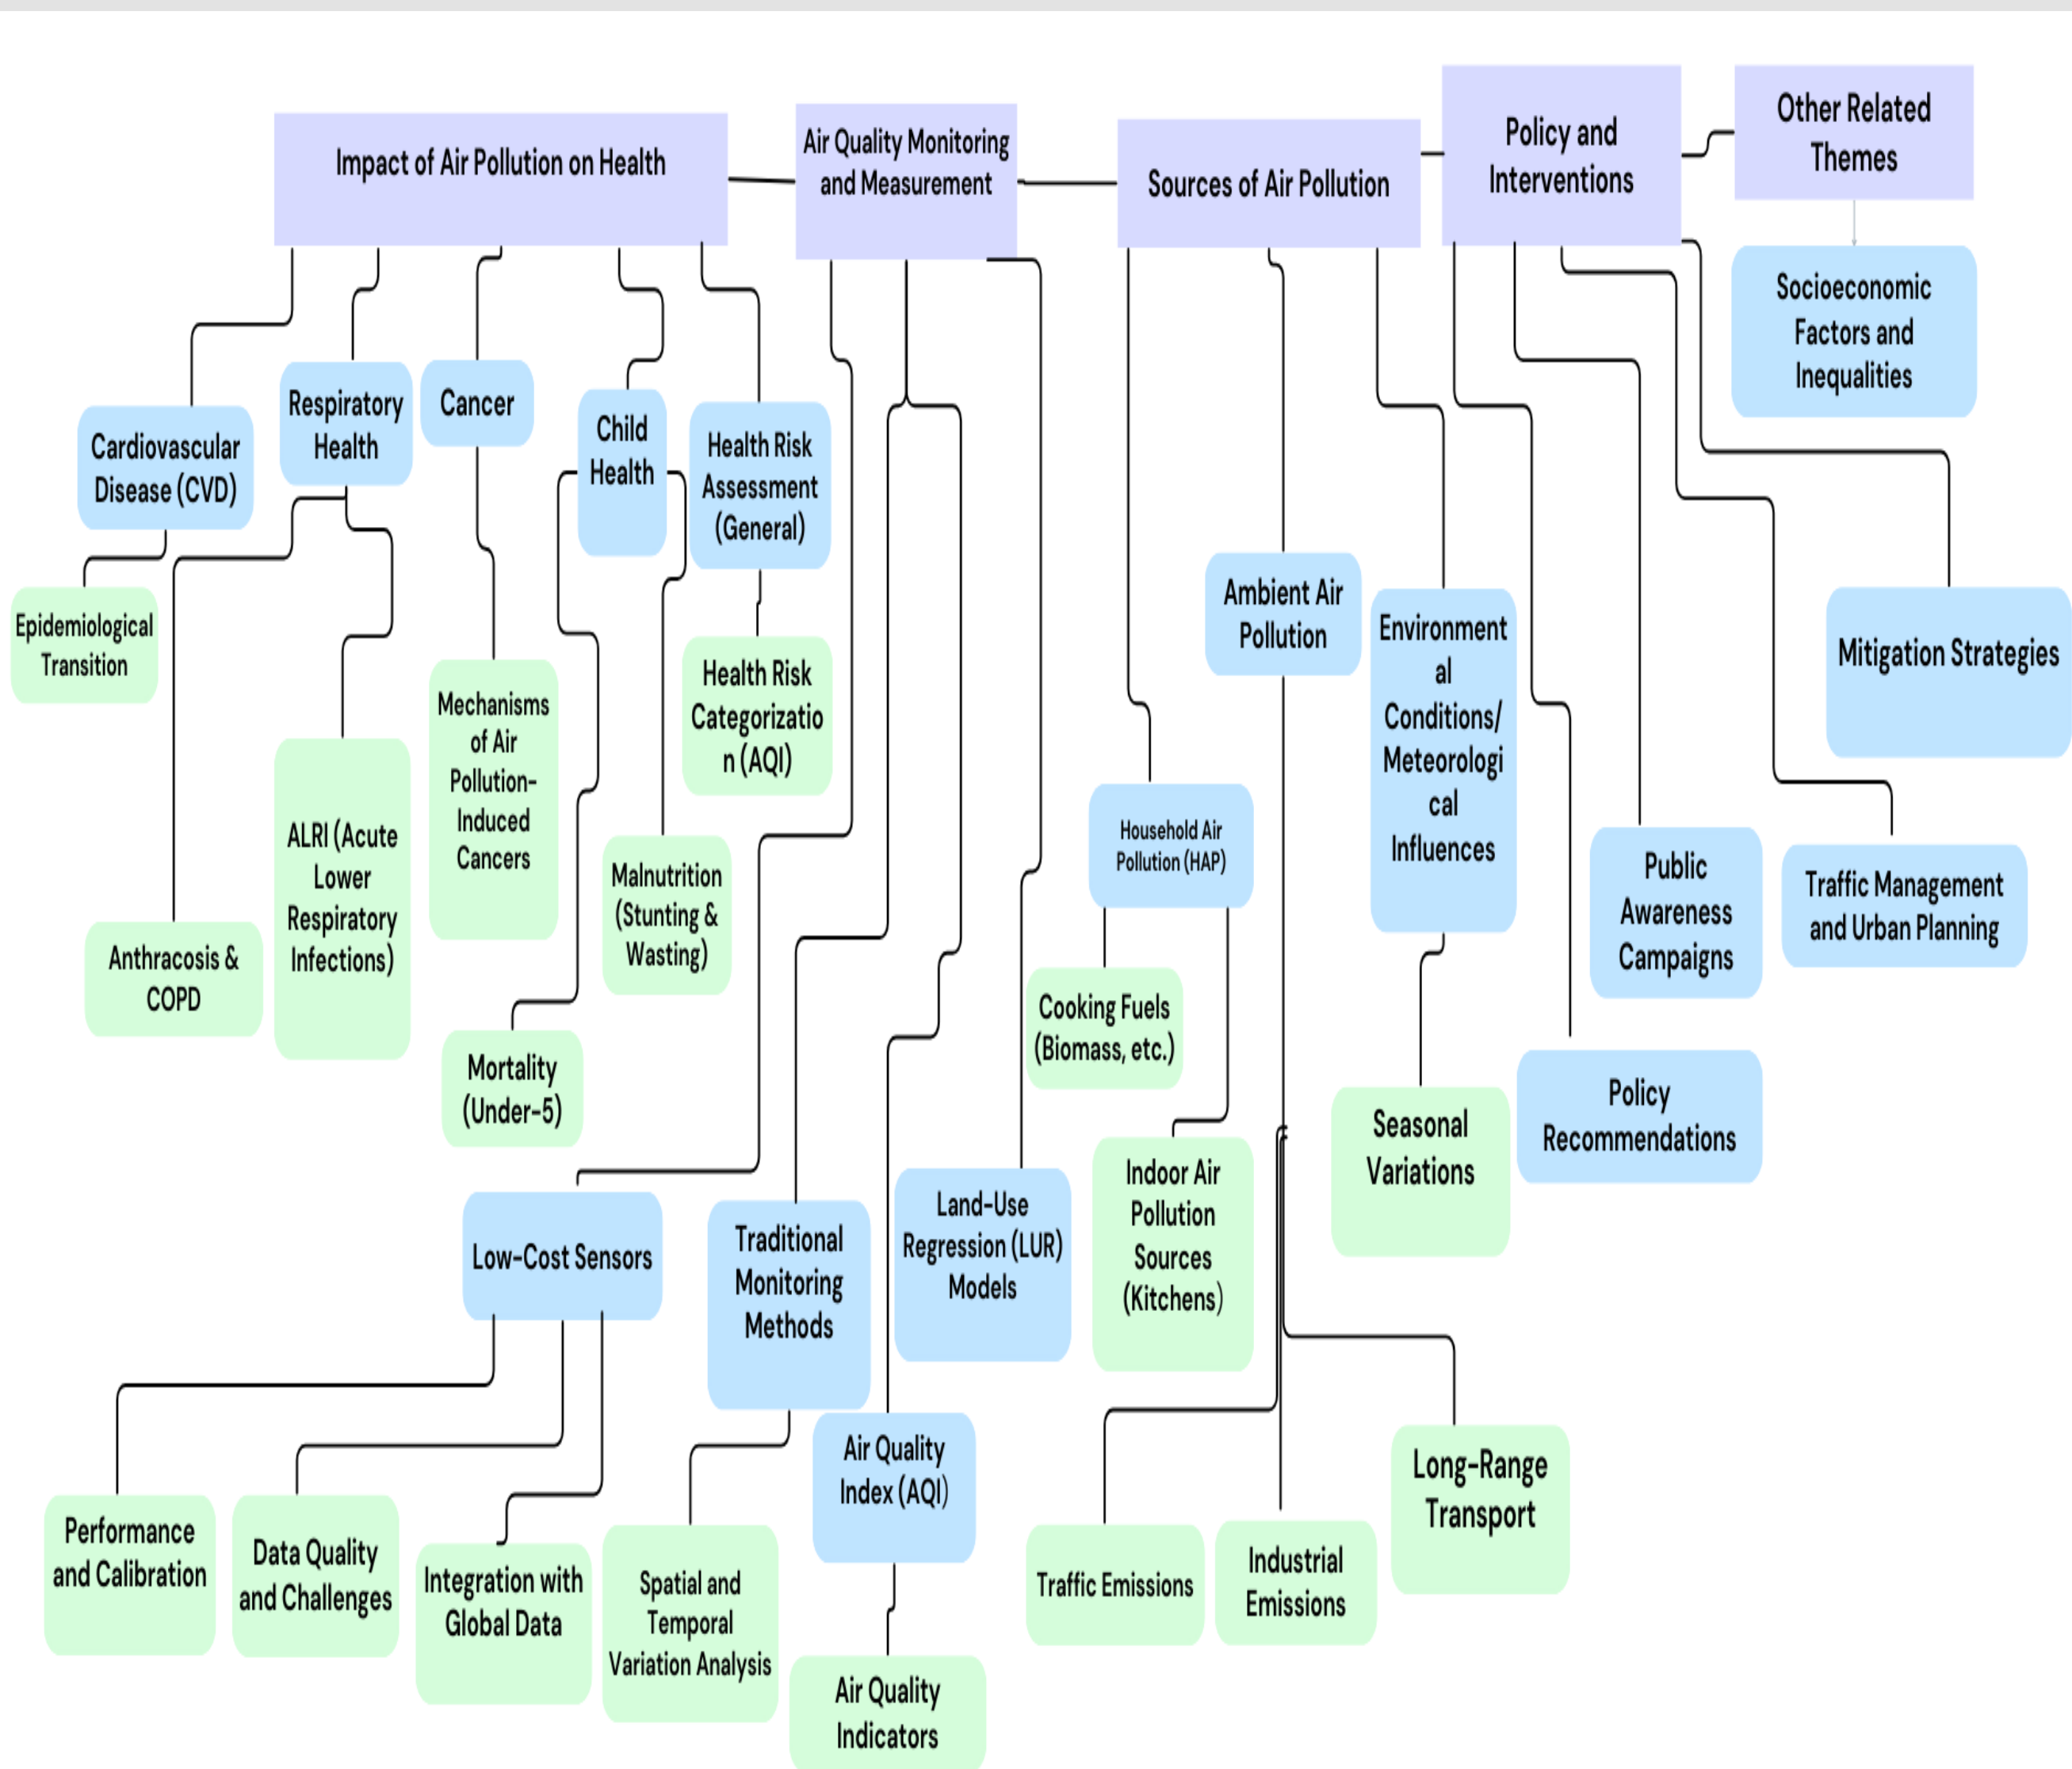 Impact of Air Pollution on Health
Air Quality Monitoring
and Measurement
Sources of Air Pollution
Policy and
Interventions
Other Related
Themes
Socioeconomic
Factors and
Inequalities
Cardiovascular
Disease (CVD)
Respiratory
Health
Cancer
Child
Health
Health Risk
Assessment
(General)
Ambient Air
Pollution
Environment
al
Conditions/
Meteorologi
cal
Influences
Mitigation Strategies
Epidemiological
Transition
Mechanisms
of Air
Pollution-
Induced
Cancers
Health Risk
Categorizatio
n (AQI)
ALRI (Acute
Lower
Respiratory
Infections)
Anthracosis &
COPD
Malnutrition
(Stunting &
Wasting)
Mortality
(Under-5)
Household Air
Pollution (HAP)
Public
Awareness
Campaigns
Traffic Management
and Urban Planning
Cooking Fuels
(Biomass, etc.)
Policy
Recommendations
Seasonal
Variations
Indoor Air
Pollution
Sources
(Kitchens)
Low-Cost Sensors
Traditional
Monitoring
Methods
Land-Use
Regression (LUR)
Models
Air Quality
Index (AQI)
Long-Range
Transport
Performance
and Calibration
Data Quality
and Challenges
Integration with
Global Data
Spatial and
Temporal
Variation Analysis
Traffic Emissions
Industrial
Emissions
Air Quality
Indicators